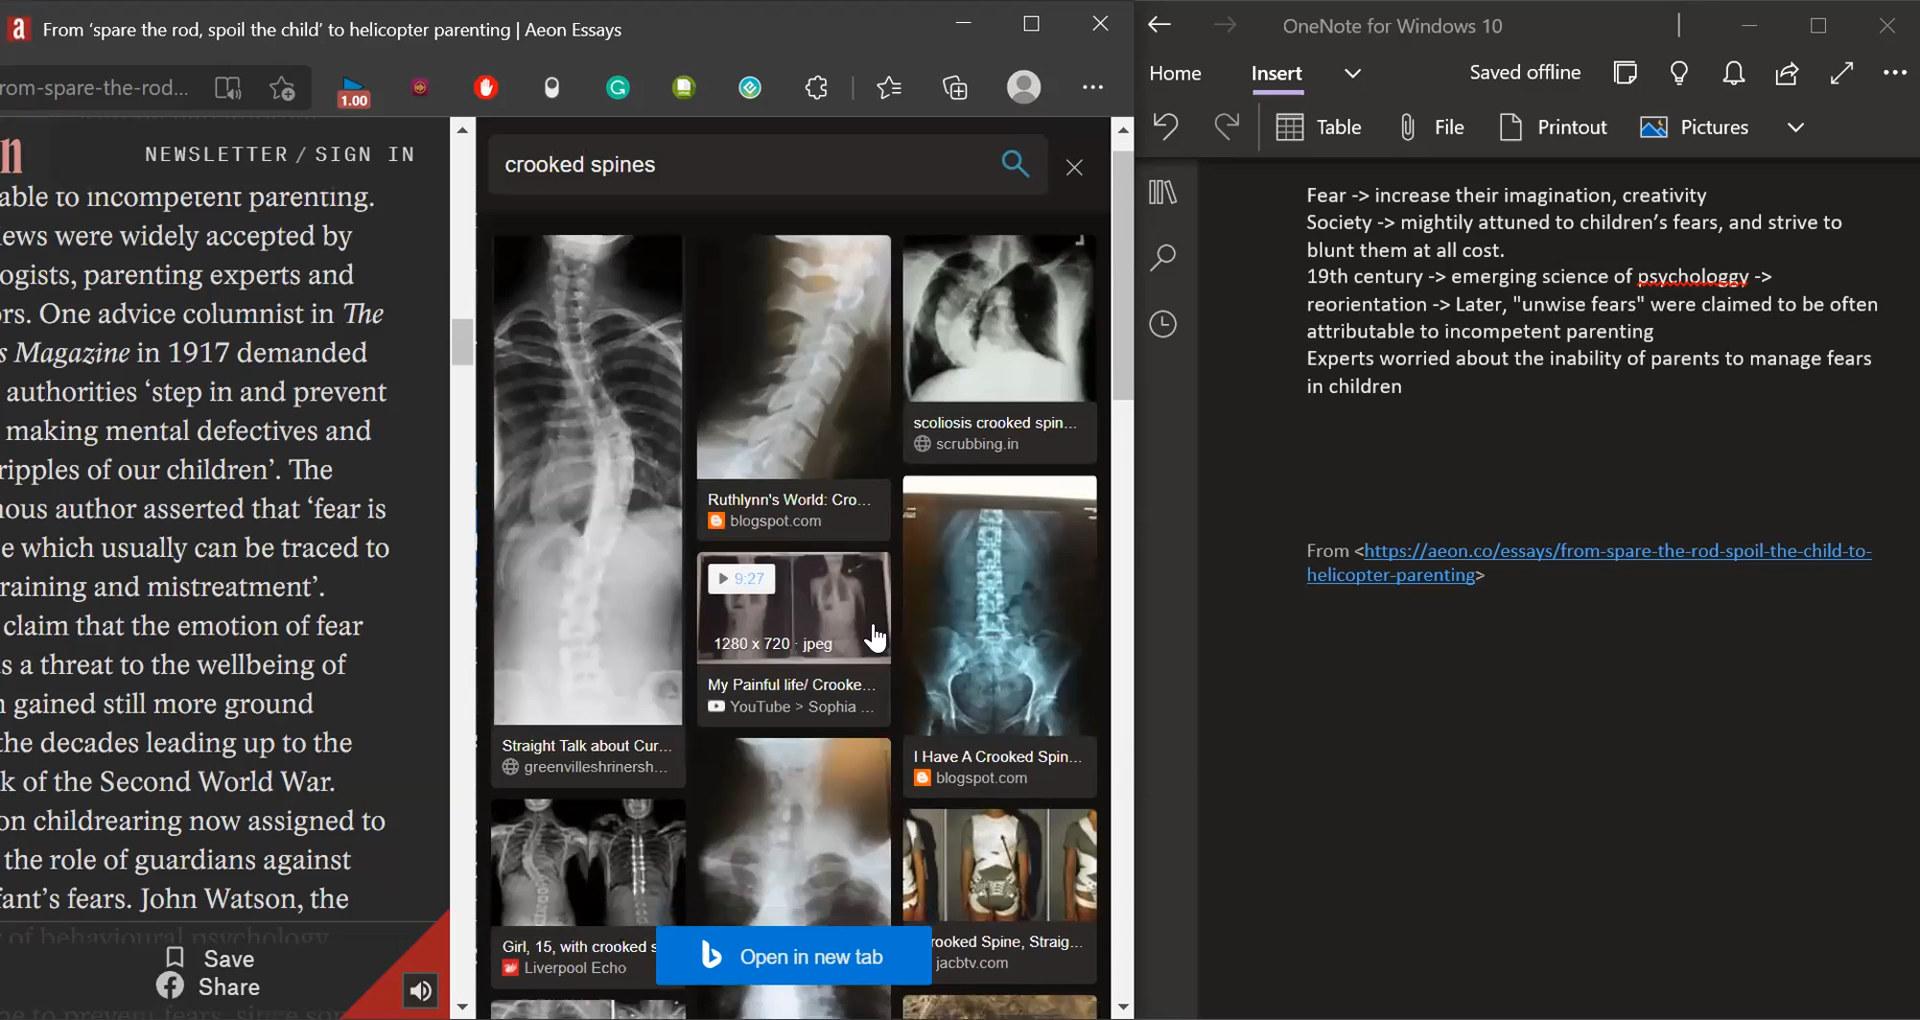 From ‘spare the rod, spoil the child’ to helicopter parenting | Aeon Essays
rom-spare-the-rod...
1.00
NEWSLETTER / SIGN IN
able to incompetent parenting.
iews were widely accepted by
ogists, parenting experts and
ors. One advice columnist in The
s Magazine in 1917 demanded
authorities ‘step in and prevent
making mental defectives and
ripples of our children’. The
nous author asserted that ‘fear is
e which usually can be traced to
raining and mistreatment’.
claim that the emotion of fear
s a threat to the wellbeing of
n gained still more ground
the decades leading up to the
k of the Second World War.
on childrearing now assigned to
the role of guardians against
fant’s fears. John Watson, the
of behavioural psychology
Save
Share
crooked spines
Straight Talk about Cur...
greenvilleshrinersh...
Girl, 15, with crooked s
Liverpool Echo
Ruthlynn's World: Cro...
blogspot.com
9:27
1280 x 720 · jpeg
My Painful life/ Crooke...
YouTube > Sophia ...
scoliosis crooked spin...
scrubbing.in
I Have A Crooked Spin...
blogspot.com
rooked Spine, Straig...
jacbtv.com
Open in new tab
OneNote for Windows 10
Home
Insert
Saved offline
Table
File
Printout
Pictures
Fear -> increase their imagination, creativity
Society -> mightily attuned to children’s fears, and strive to
blunt them at all cost.
19th century -> emerging science of psychologgy ->
reorientation -> Later, "unwise fears" were claimed to be often
attributable to incompetent parenting
Experts worried about the inability of parents to manage fears
in children
From <https://aeon.co/essays/from-spare-the-rod-spoil-the-child-to-
helicopter-parenting>